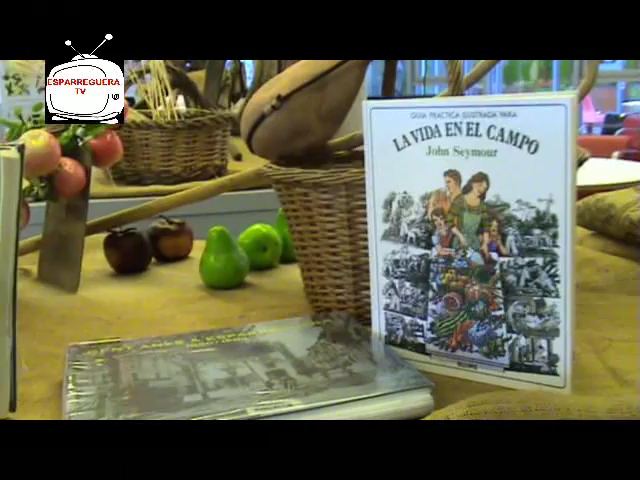 ESPARREGUERA
TV
GUIA PRACTICA ILUSTRADA PARA
LA VIDA EN EL CAMPO
John Seymour